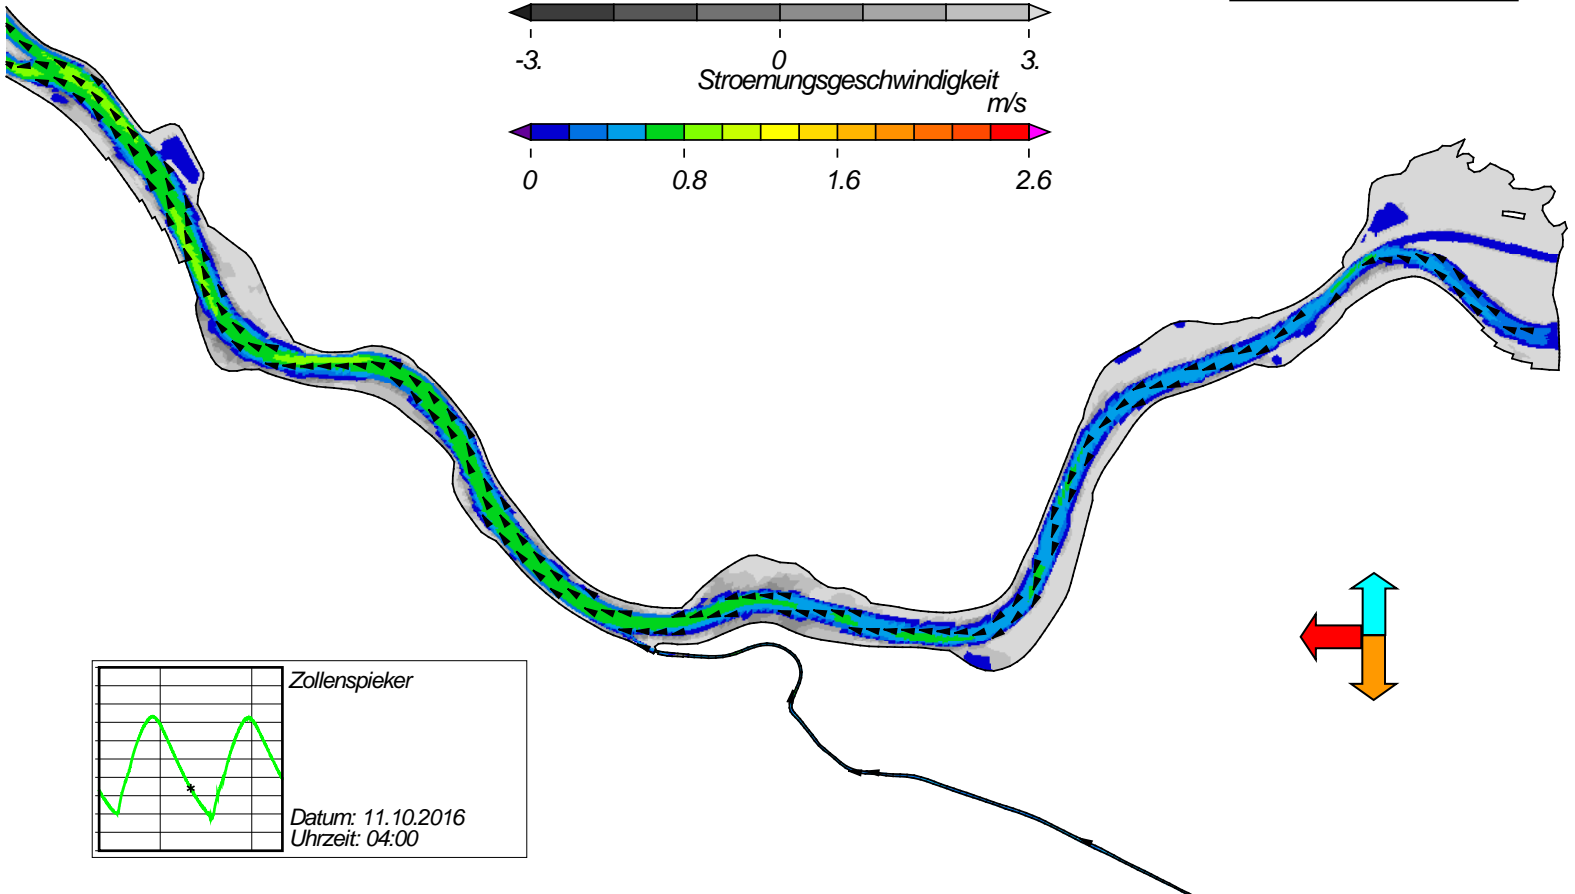 -3. 0 3.
Stroemungsgeschwindigkeit
m/s
0 0.8 1.6 2.6
Zollenspieker
Datum: 11.10.2016
Uhrzeit: 04:00